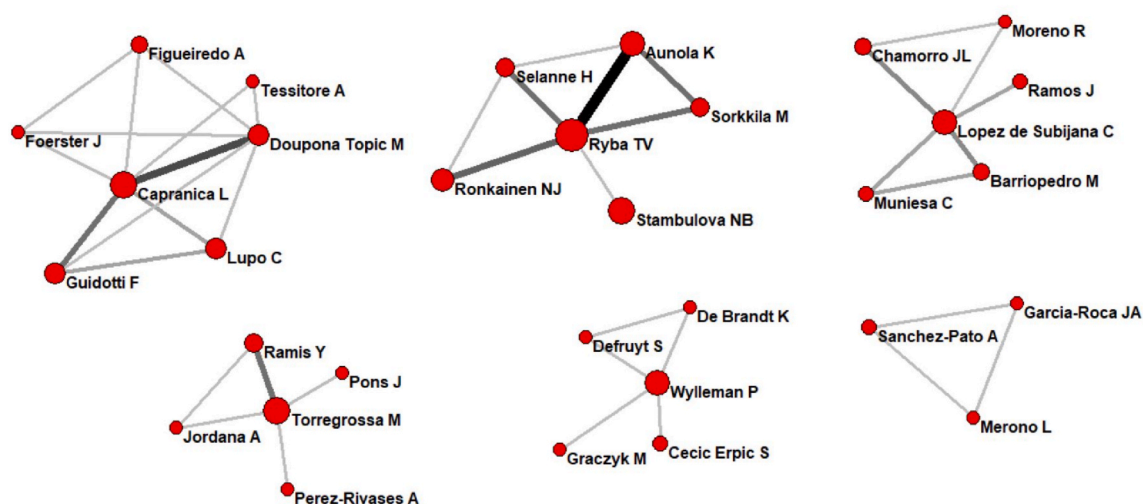 Figueiredo A
Tessitore A
Foerster J
Doupona Topic M
Capranica L
Lupo C
Guidotti F
Aunola K
Selanne H
Sorkkila M
Ryba TV
Ronkainen NJ
Stambulova NB
Moreno R
Chamorro JL
Ramos J
Lopez de Subijana C
Barriopedro M
Muniesa C
Ramis Y
Pons J
Torregrossa M
Jordana A
Perez-Rivases A
De Brandt K
Defruyt S
Wylleman P
Graczyk M
Cecic Erpic S
Garcia-Roca JA
Sanchez-Pato A
Merono L